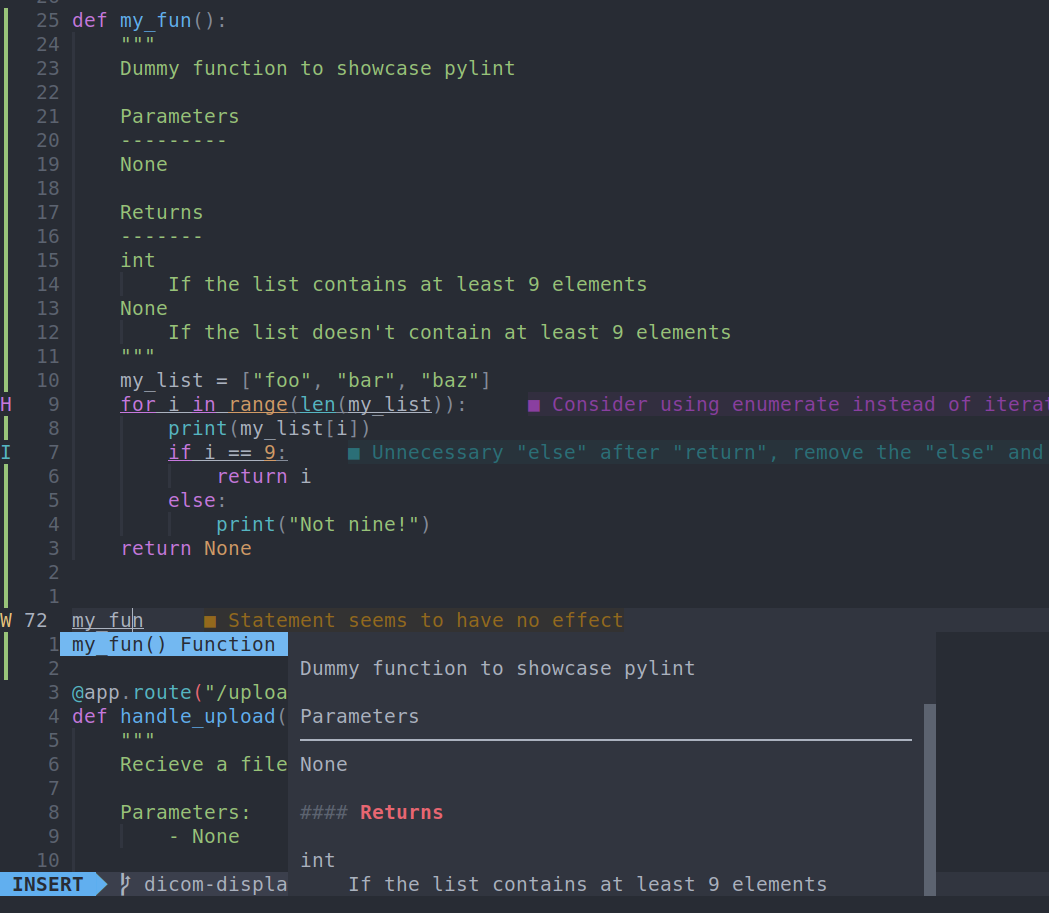 25 def my_fun():
24 """
23 Dummy function to showcase pylint
22
21 Parameters
20 ---------
19 None
18
17 Returns
16 -------
15 int
14 If the list contains at least 9 elements
13 None
12 If the list doesn't contain at least 9 elements
11 """
10 my_list = ["foo", "bar", "baz"]
H 9 for i in range(len(my_list)): ■ Consider using enumerate instead of iterat
8 print(my_list[i])
I 7 if i == 9: ■ Unnecessary "else" after "return", remove the "else" and
6 return i
5 else:
4 print("Not nine!")
3 return None
2
1
W 72 my_fun ■ Statement seems to have no effect
1 my_fun() Function
2 Dummy function to showcase pylint
3 @app.route("/uploa
4 def handle_upload( Parameters
5 """
6 Recieve a file None
7
8 Parameters: #### Returns
9 - None
10 int
INSERT dicom-displa If the list contains at least 9 elements